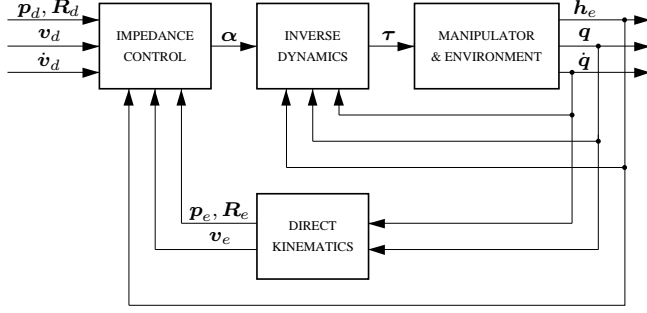 p_d, R_d
v_d
v̇_d
IMPEDANCE
CONTROL
α
INVERSE
DYNAMICS
τ
MANIPULATOR
& ENVIRONMENT
h_e
q
q̇
p_e, R_e
v_e
DIRECT
KINEMATICS